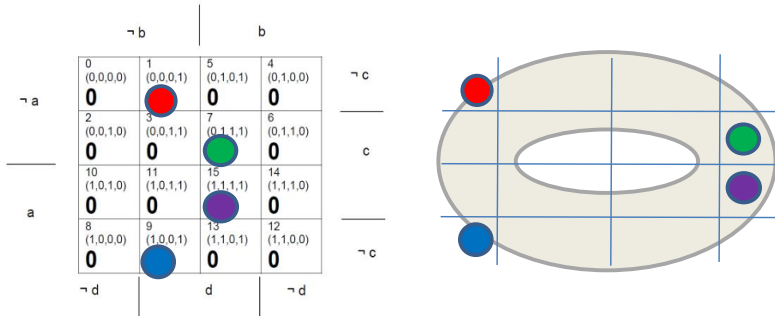 ¬ b b
0 1 5 4
(0,0,0,0) (0,0,0,1) (0,1,0,1) (0,1,0,0) ¬ c
0 0 0
¬ a
2 3 7 6
(0,0,1,0) (0,0,1,1) (0,1,1,1) (0,1,1,0)
0 0 0
c
10 11 15 14
(1,0,1,0) (1,0,1,1) (1,1,1,1) (1,1,1,0)
0 0 0
a
8 9 13 12
(1,0,0,0) (1,0,0,1) (1,1,0,1) (1,1,0,0)
0 0 0
¬ c
¬ d d ¬ d